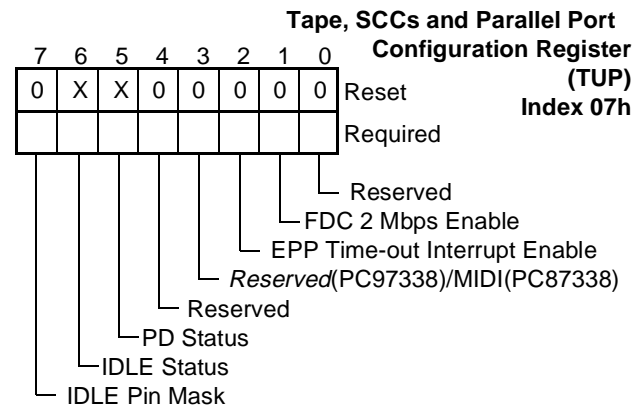 Tape, SCCs and Parallel Port
Configuration Register
(TUP)
Index 07h
7 6 5 4 3 2 1 0
0 X X 0 0 0 0 0 Reset
Required
Reserved
FDC 2 Mbps Enable
EPP Time-out Interrupt Enable
Reserved(PC97338)/MIDI(PC87338)
Reserved
PD Status
IDLE Status
IDLE Pin Mask